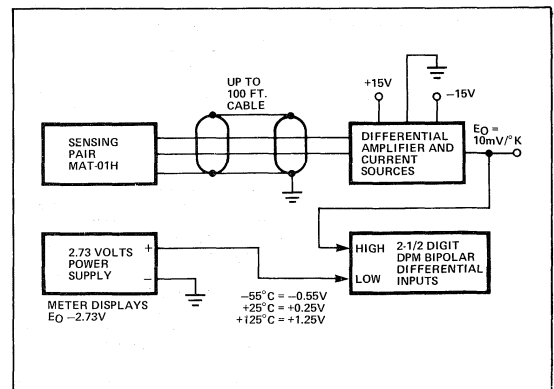 UP TO
100 FT.
CABLE
+15V
−15V
SENSING
PAIR
MAT-01H
DIFFERENTIAL
AMPLIFIER AND
CURRENT
SOURCES
EO =
10mV/°K
2.73 VOLTS
POWER
SUPPLY
+
−
HIGH
LOW
2-1/2 DIGIT
DPM BIPOLAR
DIFFERENTIAL
INPUTS
METER DISPLAYS
EO −2.73V
−55°C = −0.55V
+25°C = +0.25V
+125°C = +1.25V